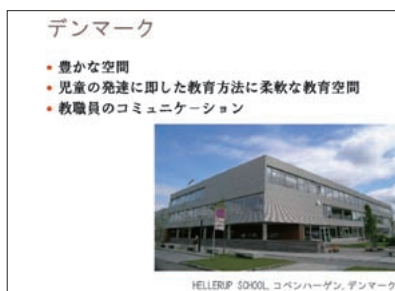 デンマーク
• 豊かな空間
• 児童の発達に即した教育方法に柔軟な教育空間
• 教職員のコミュニケーション
HELLERUP SCHOOL, コペンハーゲン, デンマーク